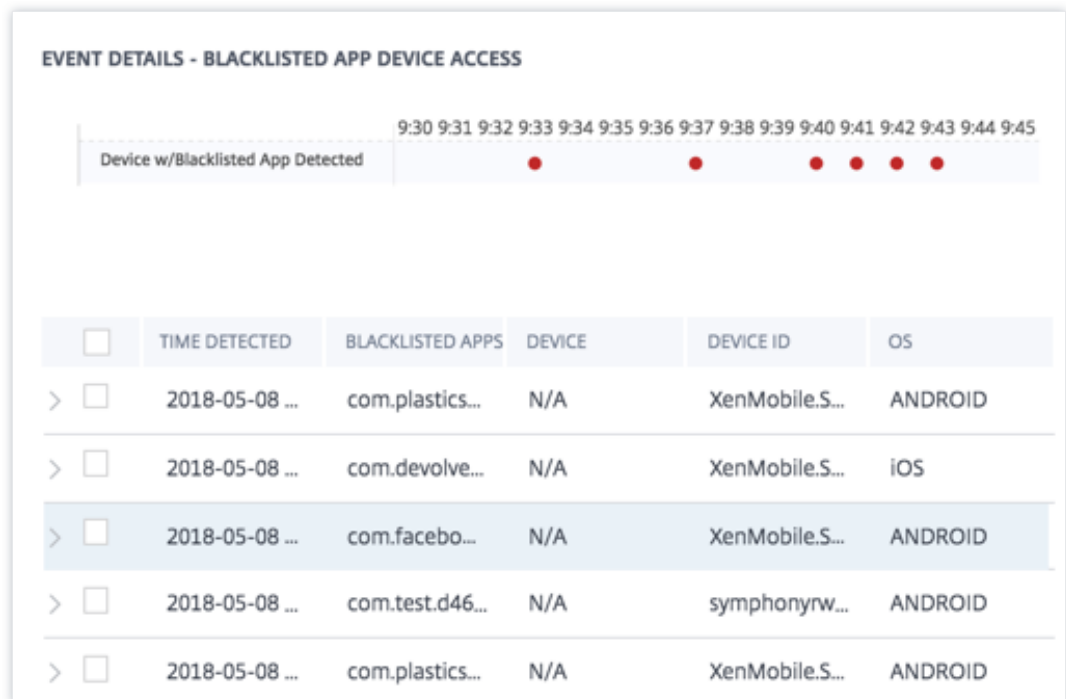 EVENT DETAILS - BLACKLISTED APP DEVICE ACCESS
9:30 9:31 9:32 9:33 9:34 9:35 9:36 9:37 9:38 9:39 9:40 9:41 9:42 9:43 9:44 9:45
Device w/Blacklisted App Detected
TIME DETECTED BLACKLISTED APPS DEVICE DEVICE ID OS
2018-05-08 ... com.plastics... N/A XenMobile.S... ANDROID
2018-05-08 ... com.devolve... N/A XenMobile.S... iOS
2018-05-08 ... com.facebo... N/A XenMobile.S... ANDROID
2018-05-08 ... com.test.d46... N/A symphonyrw... ANDROID
2018-05-08 ... com.plastics... N/A XenMobile.S... ANDROID